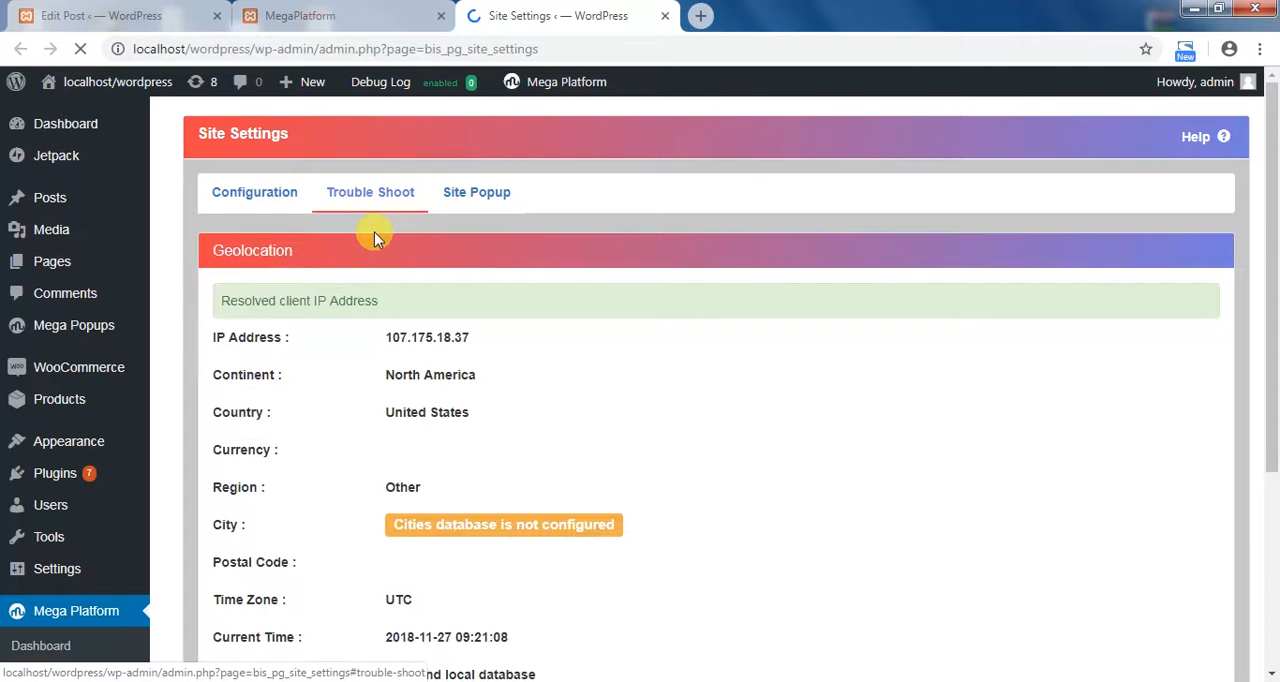 Edit Post ‹ — WordPress
MegaPlatform
Site Settings ‹ — WordPress
localhost/wordpress/wp-admin/admin.php?page=bis_pg_site_settings
New
localhost/wordpress
8
0
New
Debug Log
enabled
0
Mega Platform
Howdy, admin
Dashboard
Jetpack
Posts
Media
Pages
Comments
Mega Popups
WooCommerce
Products
Appearance
Plugins 7
Users
Tools
Settings
Mega Platform
Dashboard
Site Settings
Help
Configuration
Trouble Shoot
Site Popup
Geolocation
Resolved client IP Address
IP Address : 107.175.18.37
Continent : North America
Country : United States
Currency :
Region : Other
City : Cities database is not configured
Postal Code :
Time Zone : UTC
Current Time : 2018-11-27 09:21:08
nd local database
localhost/wordpress/wp-admin/admin.php?page=bis_pg_site_settings#trouble-shoot